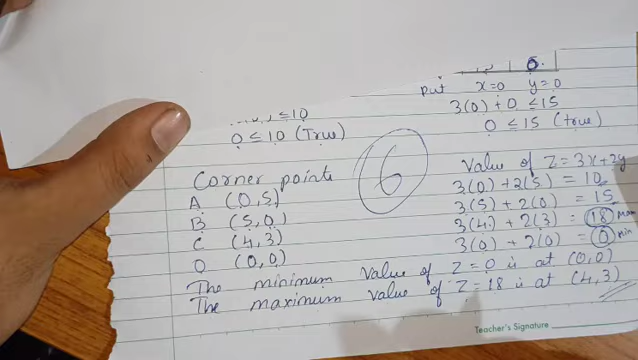 6.
Put x=0 y=0
3(0) + 0 ≤ 15
0 ≤ 15 (true)
≤ 10
0 ≤ 10 (True)
6
Corner points
A (0,5)
B (5,0)
C (4,3)
O (0,0)
Value of Z = 3x+2y
3(0) + 2(5) = 10
3(5) + 2(0) = 15
3(4) + 2(3) = 18 Max
3(0) + 2(0) = 0 Min
The minimum value of Z = 0 is at (0,0)
The maximum value of Z = 18 is at (4,3)
Teacher's Signature